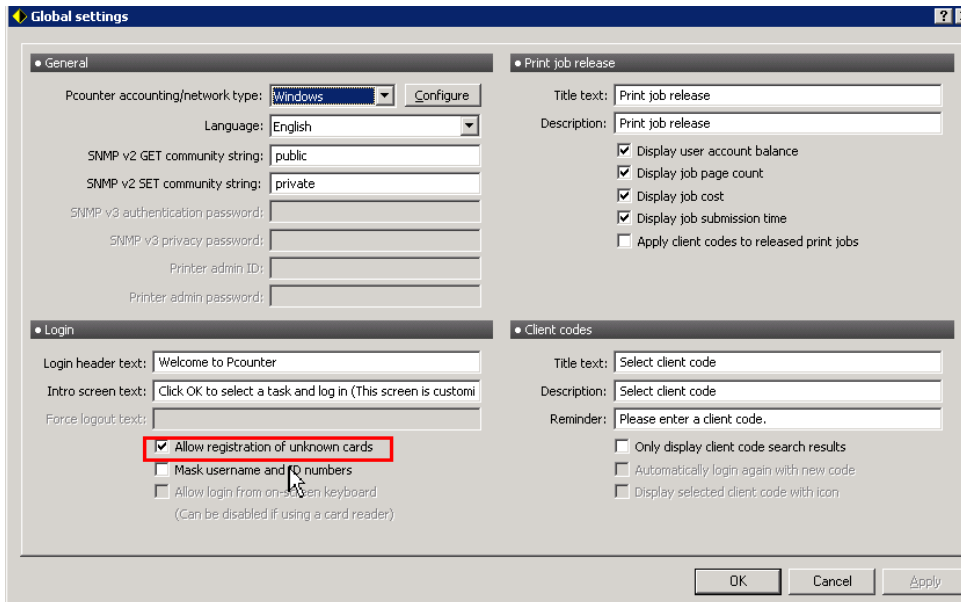 Global settings
?
General
Pcounter accounting/network type: Windows Configure
Language: English
SNMP v2 GET community string: public
SNMP v2 SET community string: private
SNMP v3 authentication password:
SNMP v3 privacy password:
Printer admin ID:
Printer admin password:
Print job release
Title text: Print job release
Description: Print job release
Display user account balance
Display job page count
Display job cost
Display job submission time
Apply client codes to released print jobs
Login
Login header text: Welcome to Pcounter
Intro screen text: Click OK to select a task and log in (This screen is customi
Force logout text:
Allow registration of unknown cards
Mask username and ID numbers
Allow login from on-screen keyboard
(Can be disabled if using a card reader)
Client codes
Title text: Select client code
Description: Select client code
Reminder: Please enter a client code.
Only display client code search results
Automatically login again with new code
Display selected client code with icon
OK Cancel Apply